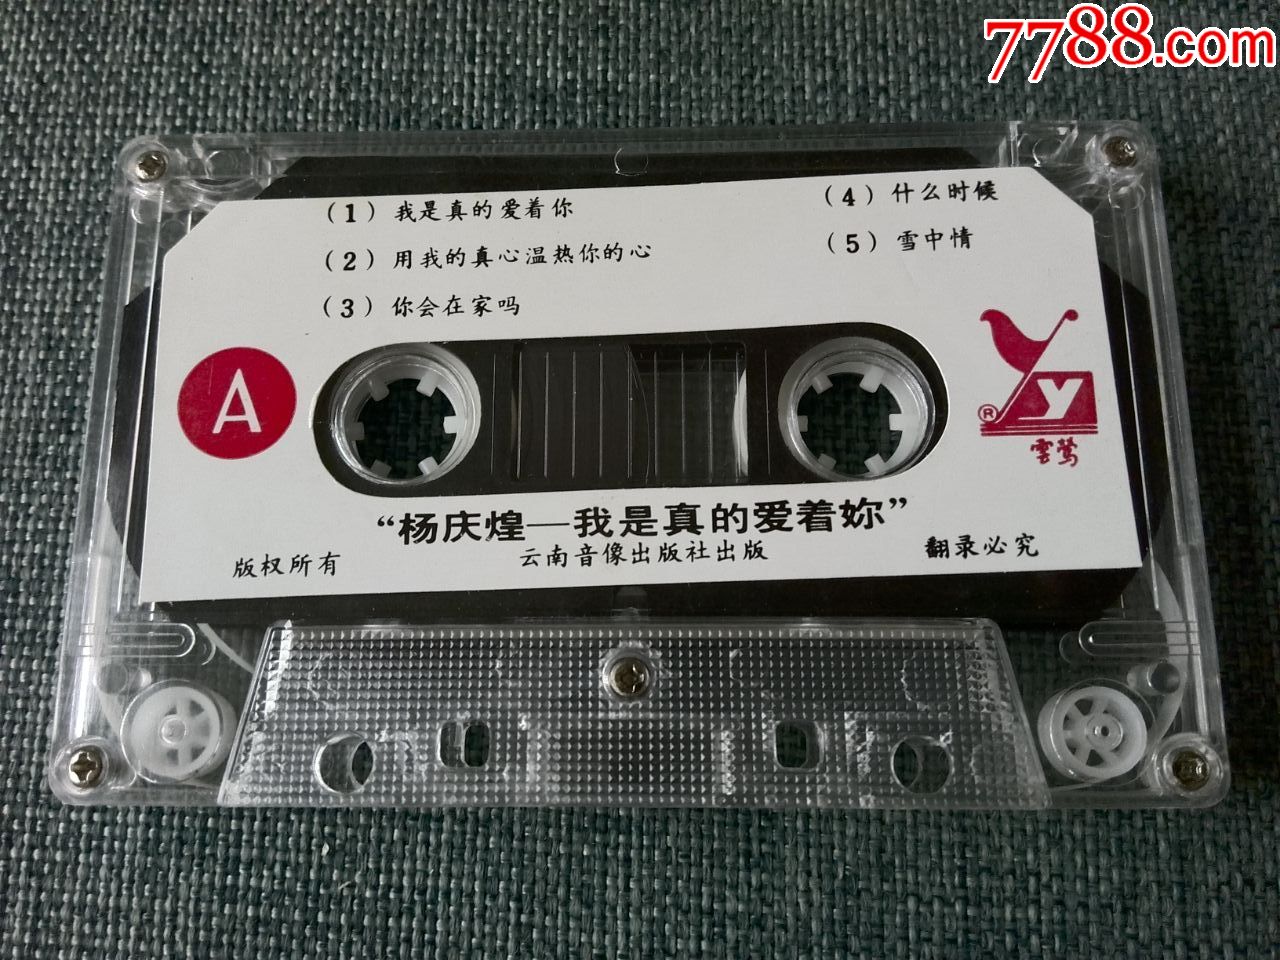 7788.com
(1) 我是真的爱着你
(2) 用我的真心温热你的心
(3) 你会在家吗
(4) 什么时候
(5) 雪中情
A
y
®
雲莺
“杨庆煌—我是真的爱着妳”
版权所有
云南音像出版社出版
翻录必究